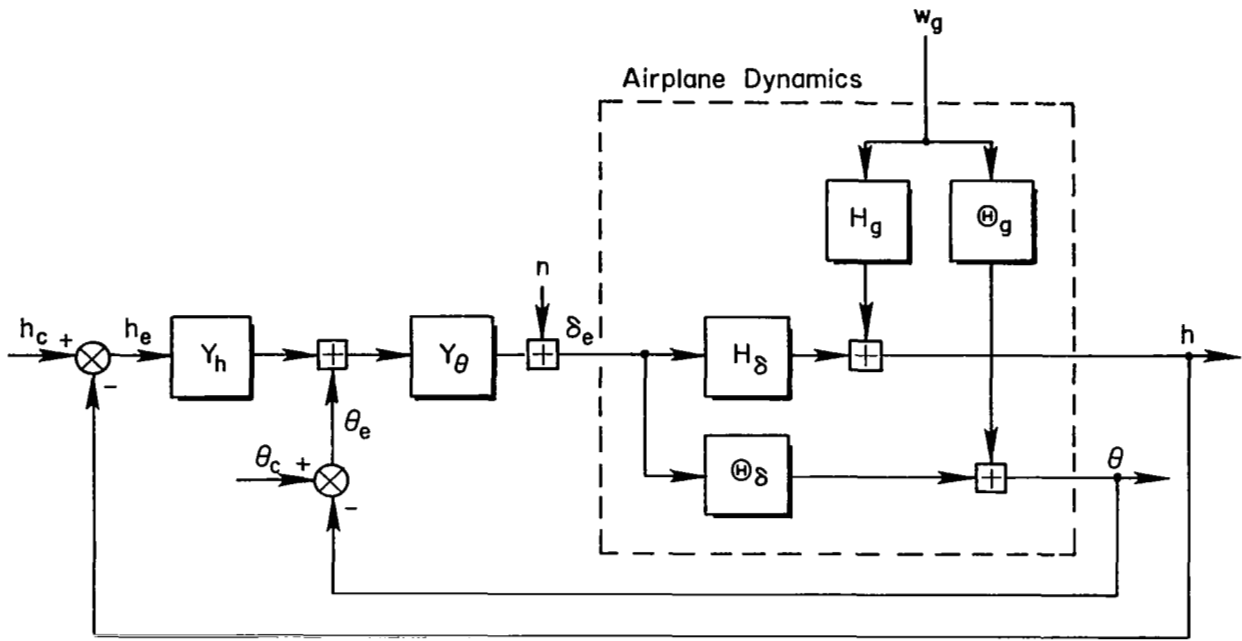 w_g
Airplane Dynamics
H_g
Θ_g
n
h_c + h_e Y_h + Y_θ + δ_e H_δ + h
-
θ_e
θ_c + Θ_δ + θ
-